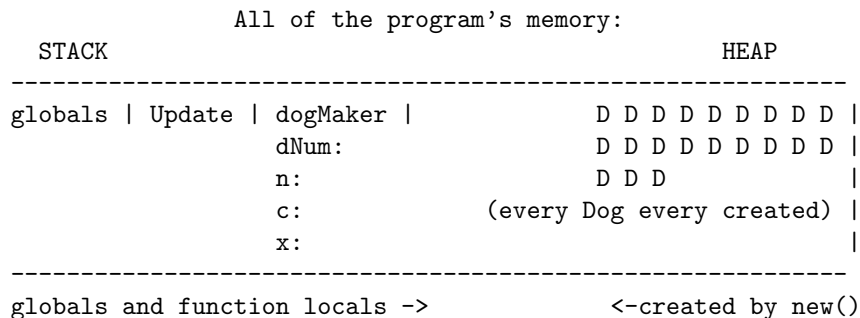 All of the program's memory:
STACK HEAP
------------------------------------------------------------
globals | Update | dogMaker | D D D D D D D D D |
dNum: D D D D D D D D D |
n: D D D |
c: (every Dog every created) |
x: |
------------------------------------------------------------
globals and function locals -> <-created by new()